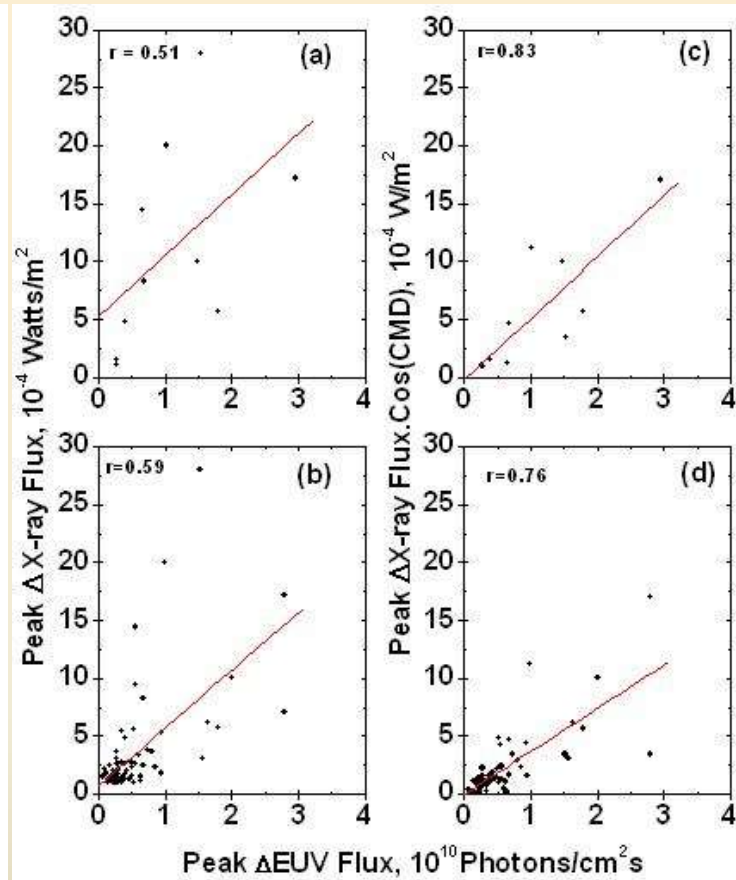 30
25
20
15
10
5
0
r = 0.51
(a)
0 1 2 3 4
30
25
20
15
10
5
0
r=0.83
(c)
0 1 2 3 4
30
25
20
15
10
5
0
r=0.59
(b)
0 1 2 3 4
30
25
20
15
10
5
0
r=0.76
(d)
0 1 2 3 4
Peak ΔX-ray Flux, 10⁻⁴ Watts/m²
Peak ΔX-ray Flux.Cos(CMD), 10⁻⁴ W/m²
Peak ΔEUV Flux, 10¹⁰Photons/cm²s